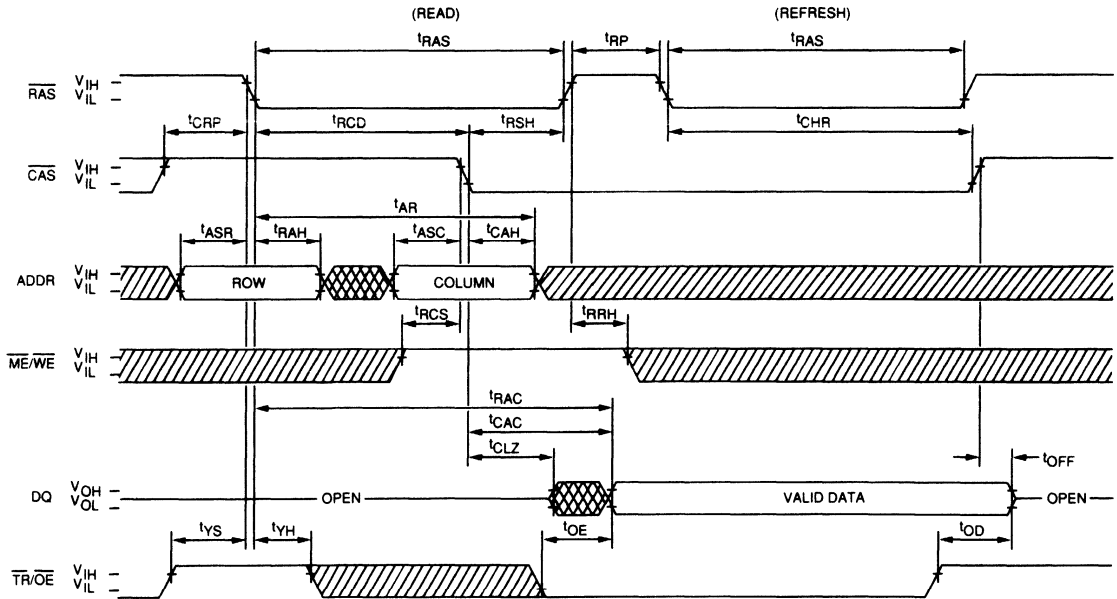 (READ) (REFRESH)
tRAS tRP tRAS
RAS VIH
VIL
tCRP tRCD tRSH tCHR
CAS VIH
VIL
tAR
tASR tRAH tASC tCAH
ADDR VIH
VIL
ROW COLUMN
tRCS tRRH
ME/WE VIH
VIL
tRAC
tCAC
tCLZ tOFF
DQ VOH
VOL
OPEN VALID DATA OPEN
tYS tYH tOE tOD
TR/OE VIH
VIL